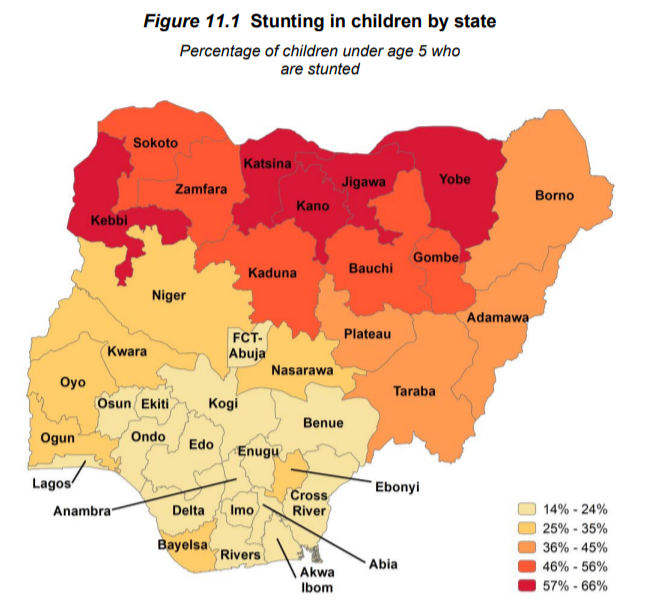 Figure 11.1 Stunting in children by state
Percentage of children under age 5 who
are stunted
Sokoto
Katsina
Zamfara
Jigawa
Yobe
Borno
Kano
Kebbi
Gombe
Kaduna
Bauchi
Niger
Adamawa
FCT-
Abuja
Plateau
Kwara
Nasarawa
Oyo
Taraba
Osun
Ekiti
Kogi
Benue
Ogun
Ondo
Edo
Enugu
Lagos
Ebonyi
Anambra
Cross
River
Delta
Imo
Bayelsa
Rivers
Abia
Akwa
Ibom
14% - 24%
25% - 35%
36% - 45%
46% - 56%
57% - 66%